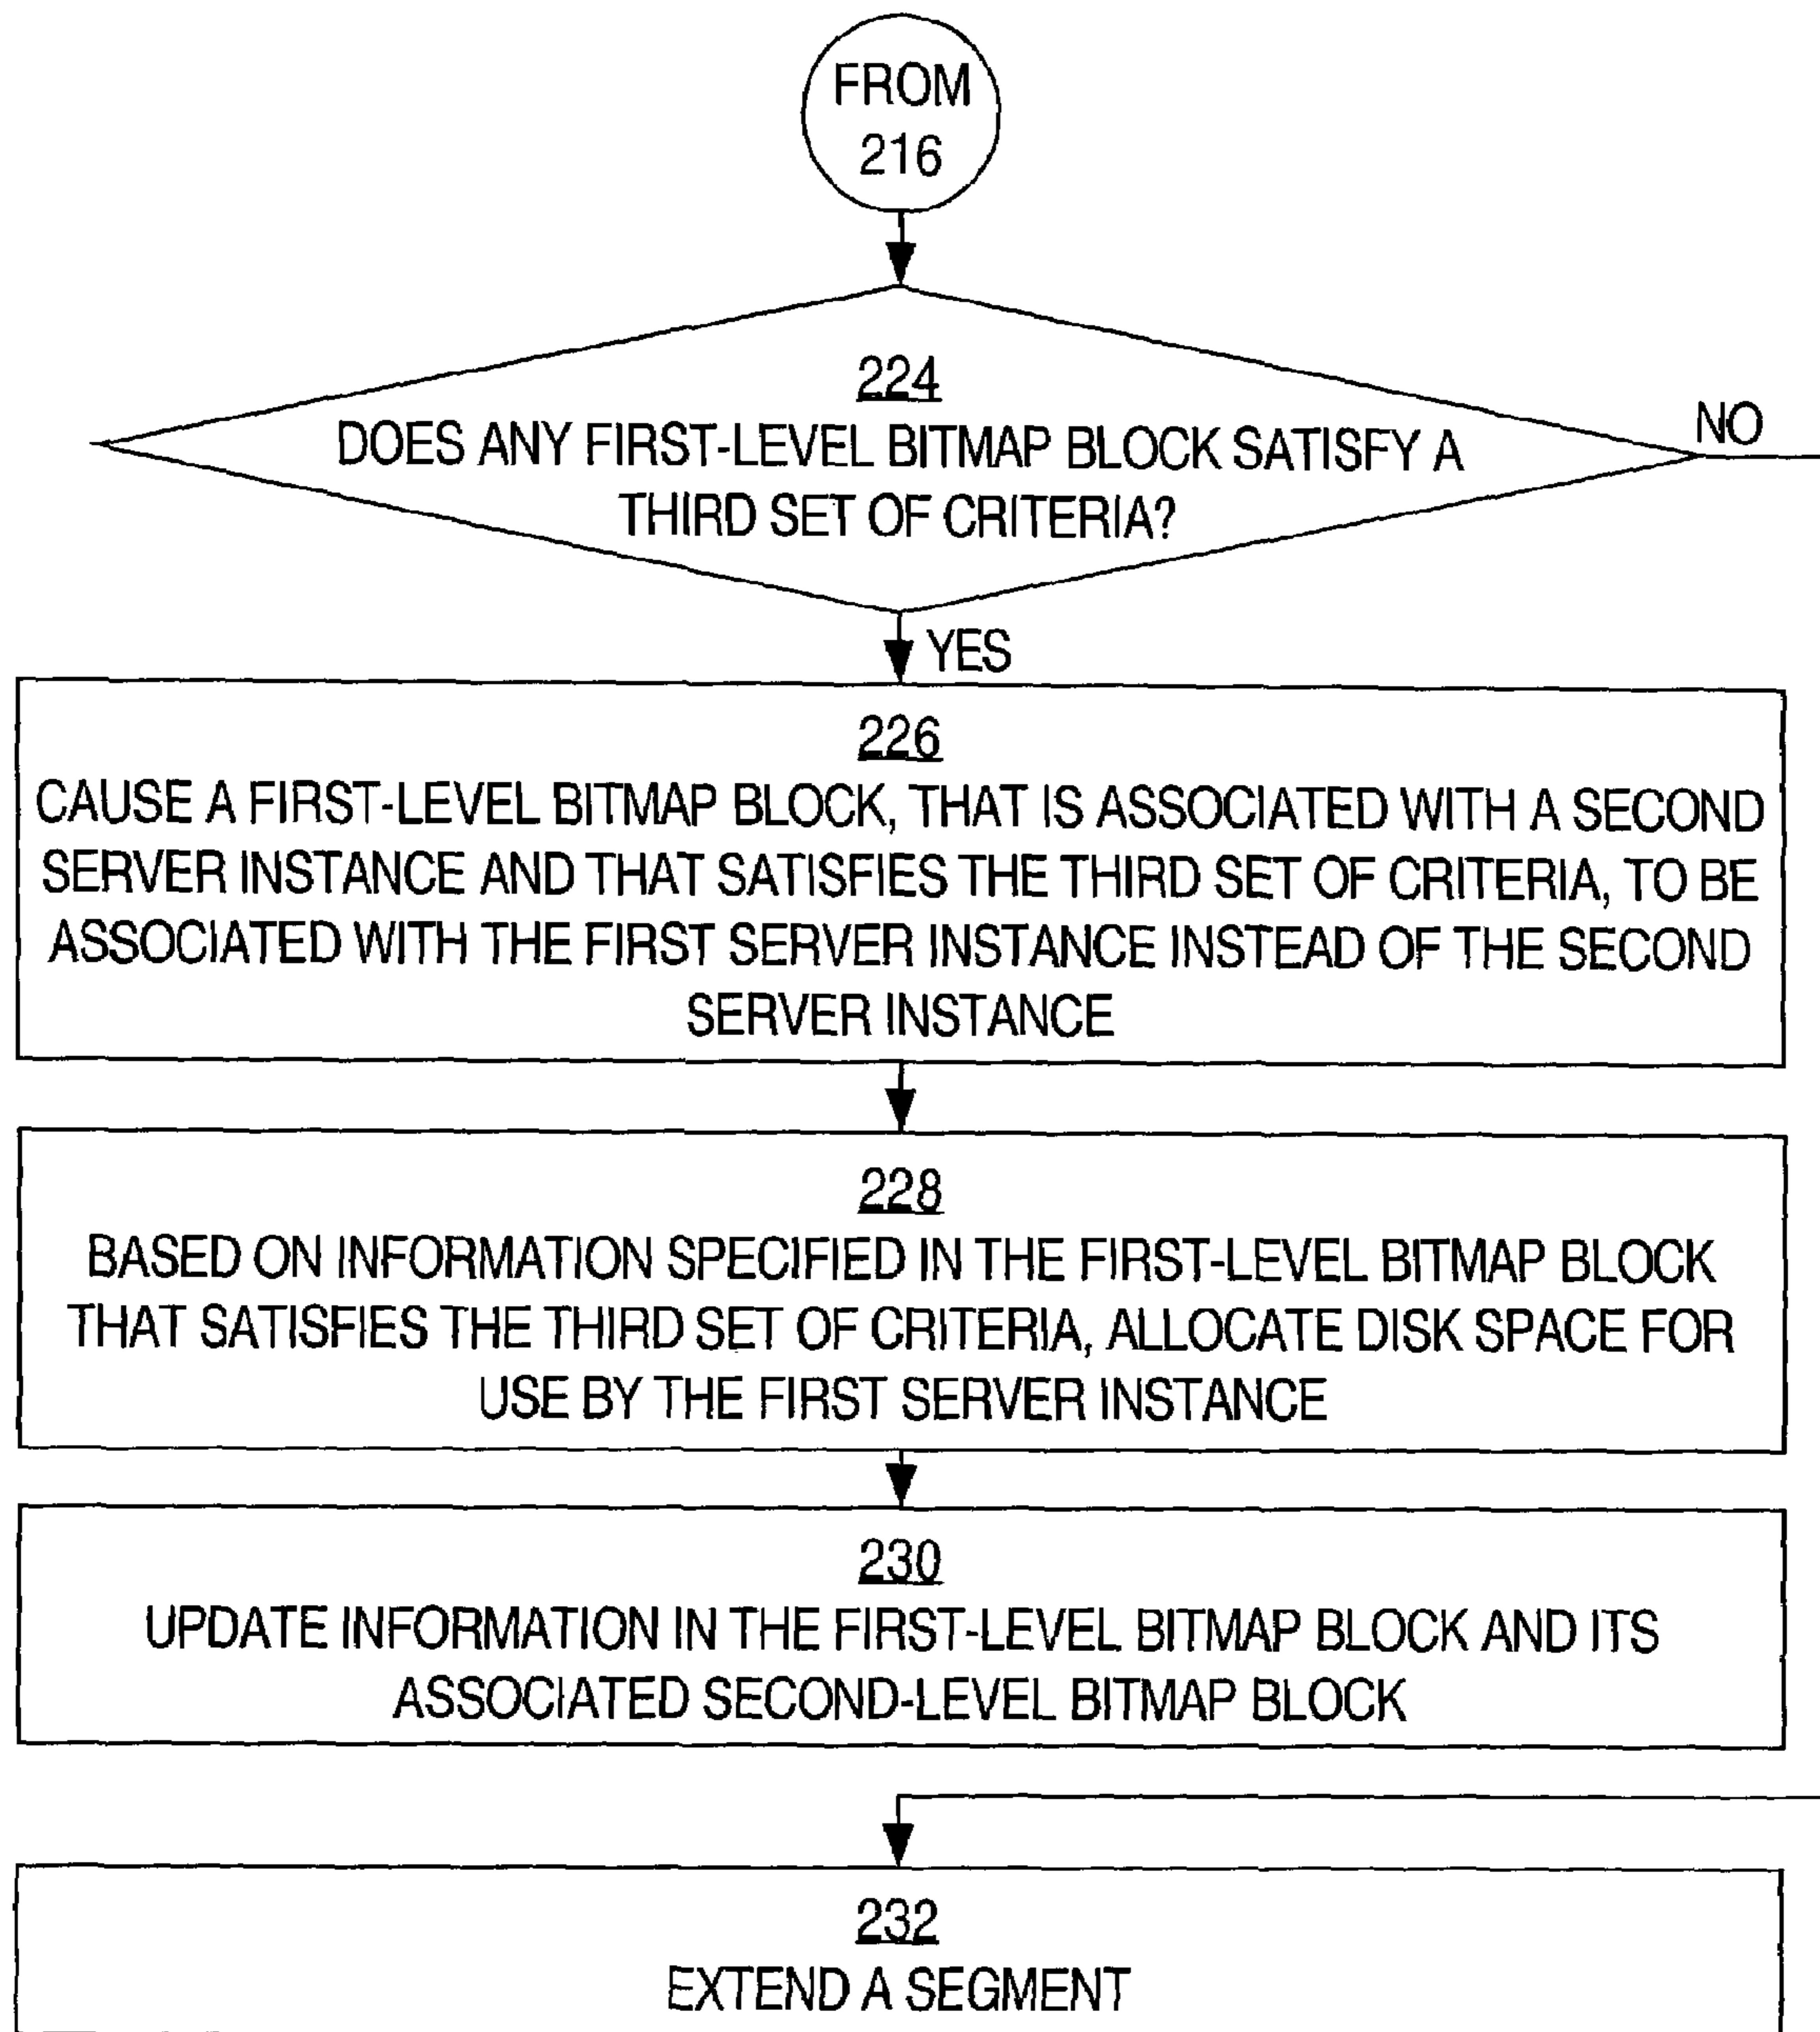 FROM
216
224
DOES ANY FIRST-LEVEL BITMAP BLOCK SATISFY A
THIRD SET OF CRITERIA?
NO
YES
226
CAUSE A FIRST-LEVEL BITMAP BLOCK, THAT IS ASSOCIATED WITH A SECOND
SERVER INSTANCE AND THAT SATISFIES THE THIRD SET OF CRITERIA, TO BE
ASSOCIATED WITH THE FIRST SERVER INSTANCE INSTEAD OF THE SECOND
SERVER INSTANCE
228
BASED ON INFORMATION SPECIFIED IN THE FIRST-LEVEL BITMAP BLOCK
THAT SATISFIES THE THIRD SET OF CRITERIA, ALLOCATE DISK SPACE FOR
USE BY THE FIRST SERVER INSTANCE
230
UPDATE INFORMATION IN THE FIRST-LEVEL BITMAP BLOCK AND ITS
ASSOCIATED SECOND-LEVEL BITMAP BLOCK
232
EXTEND A SEGMENT